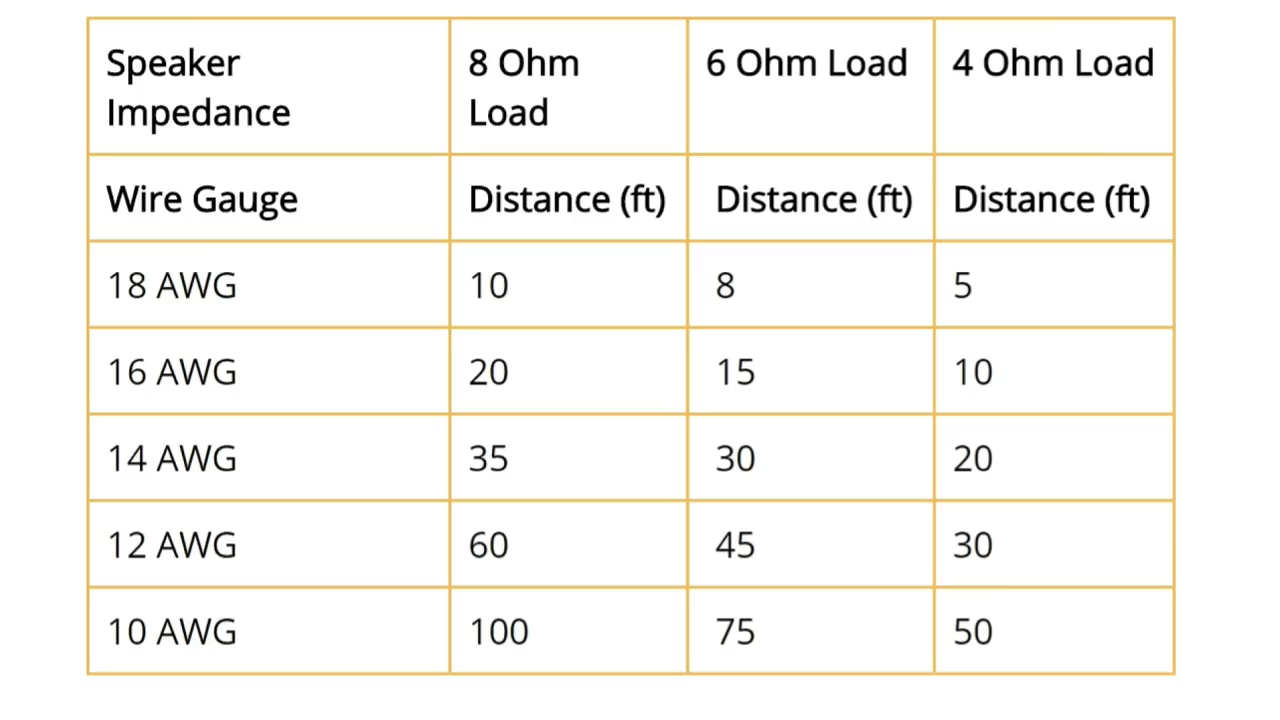 Speaker Impedance | 8 Ohm Load | 6 Ohm Load | 4 Ohm Load
Wire Gauge | Distance (ft) | Distance (ft) | Distance (ft)
18 AWG | 10 | 8 | 5
16 AWG | 20 | 15 | 10
14 AWG | 35 | 30 | 20
12 AWG | 60 | 45 | 30
10 AWG | 100 | 75 | 50